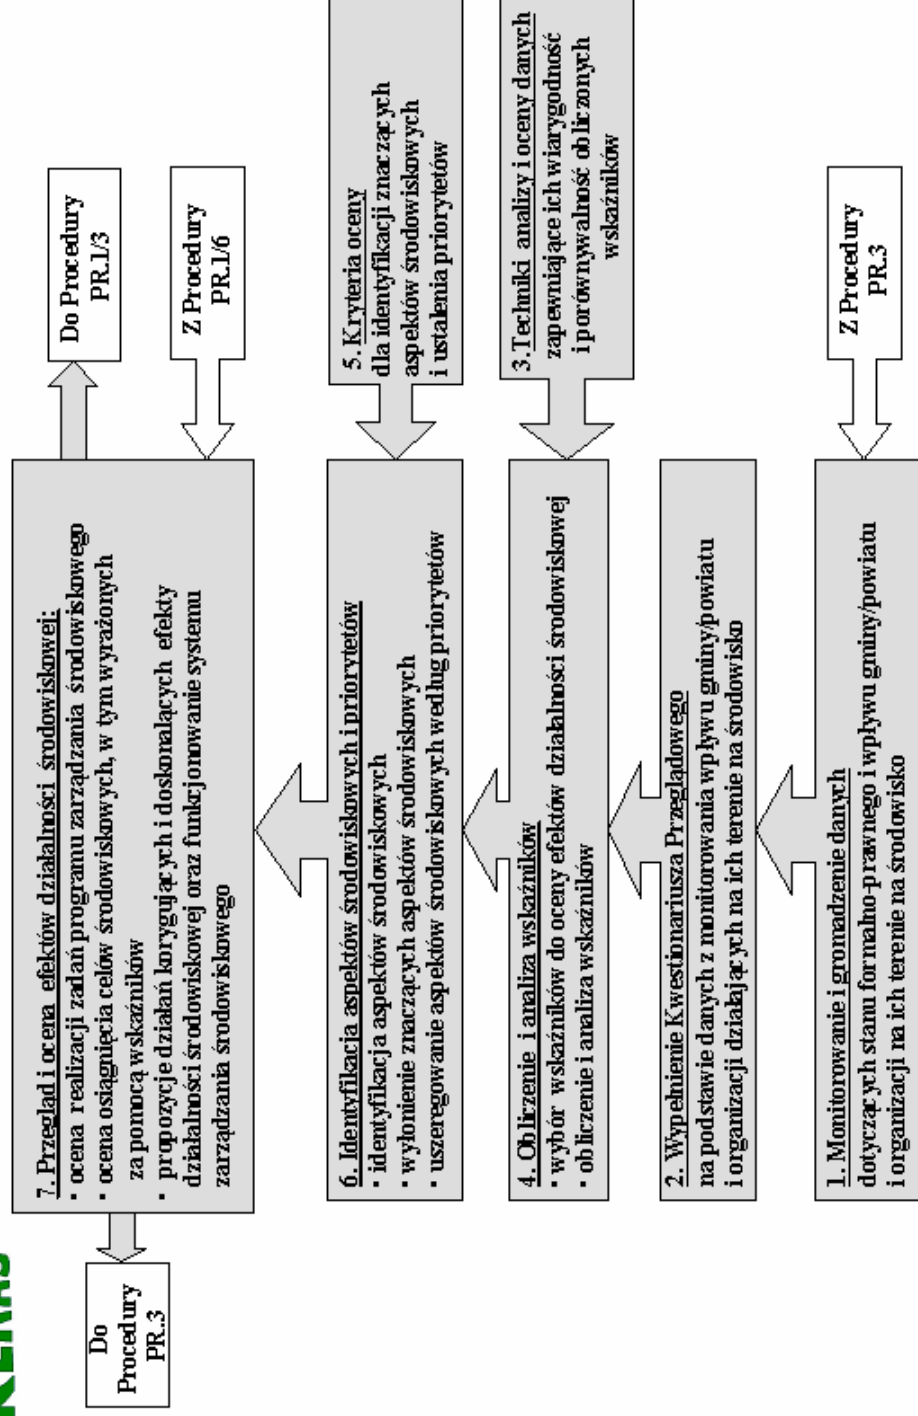 Do
Procedury
PR.3
7. Przegląd i ocena efektów działalności środowiskowej:
• ocena realizacji zadań programu zarządzania środowiskowego
• ocena osiągnięcia celów środowiskowych, w tym wyrażonych
za pomocą wskaźników
• propozycje działań korygujących i doskonalących efekty
działalności środowiskowej oraz funkcjonowanie systemu
zarządzania środowiskowego
Do Procedury
PR.1/3
Z Procedury
PR.1/6
6. Identyfikacja aspektów środowiskowych i priorytetów
• identyfikacja aspektów środowiskowych
• wyłonienie znaczących aspektów środowiskowych
• uszeregowanie aspektów środowiskowych według priorytetów
5. Kryteria oceny
dla identyfikacji znaczących
aspektów środowiskowych
i ustalenia priorytetów
4. Obliczenie i analiza wskaźników
• wybór wskaźników do oceny efektów działalności środowiskowej
• obliczenie i analiza wskaźników
3. Techniki analizy i oceny danych
zapewniające ich wiarygodność
i porównywalność obliczonych
wskaźników
2. Wypełnienie Kwestionariusza Przeglądowego
na podstawie danych z monitorowania wpływu gminy/powiatu
i organizacji działających na ich terenie na środowisko
1. Monitorowanie i gromadzenie danych
dotyczących stanu formalno-prawnego i wpływu gminy/powiatu
i organizacji na ich terenie na środowisko
Z Procedury
PR.3